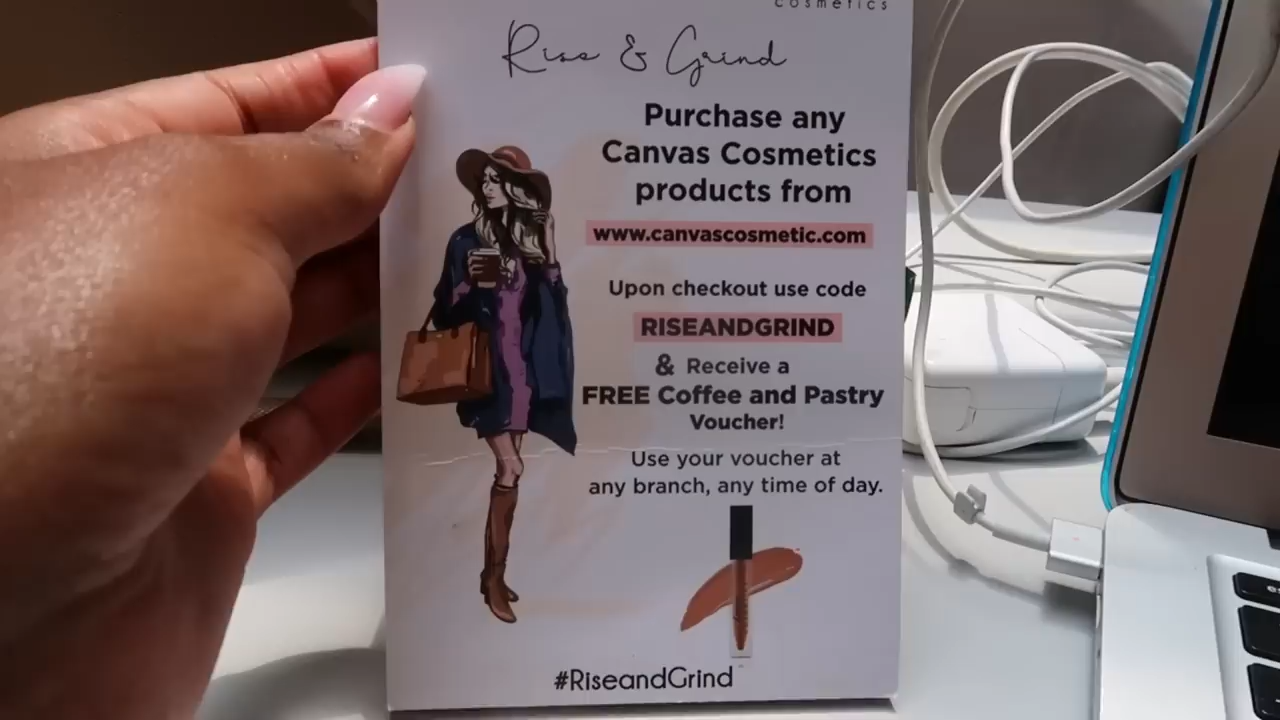 cosmetics
Rise & Grind
Purchase any
Canvas Cosmetics
products from
www.canvascosmetic.com
Upon checkout use code
RISEANDGRIND
& Receive a
FREE Coffee and Pastry
Voucher!
Use your voucher at
any branch, any time of day.
#RiseandGrind